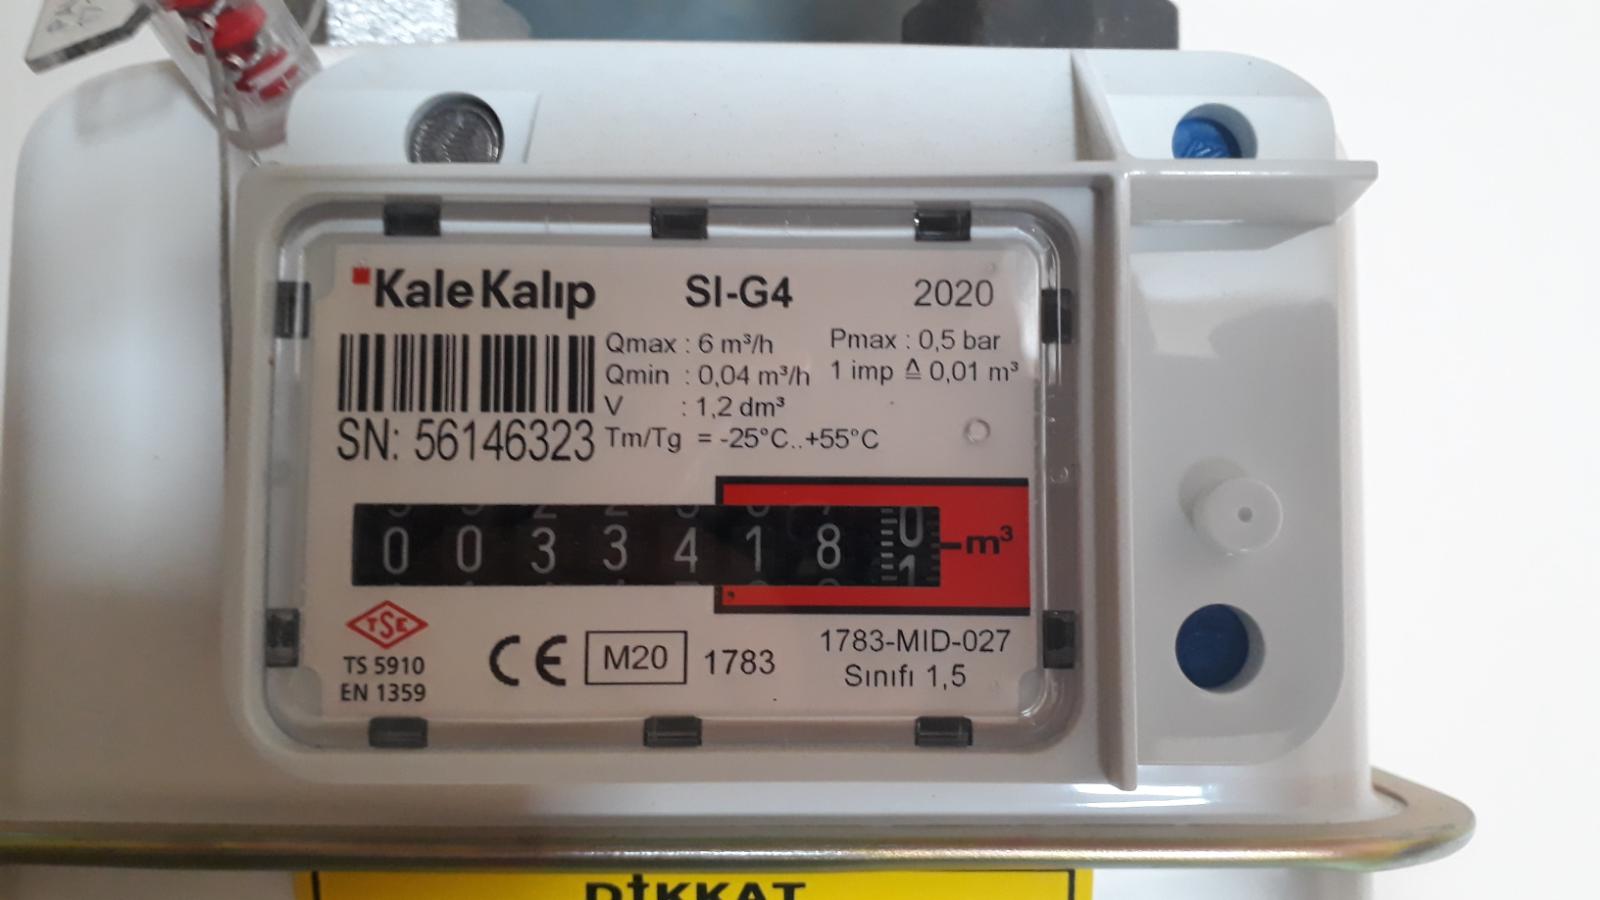 Kale Kalıp SI-G4 2020
Qmax : 6 m³/h Pmax : 0,5 bar
Qmin : 0,04 m³/h 1 imp ≙ 0,01 m³
V : 1,2 dm³
SN: 56146323 Tm/Tg = -25°C..+55°C
0 0 3 3 4 1 8 0 m³
1
TSE
TS 5910
EN 1359
CE M20 1783
1783-MID-027
Sınıfı 1,5
DİKKAT